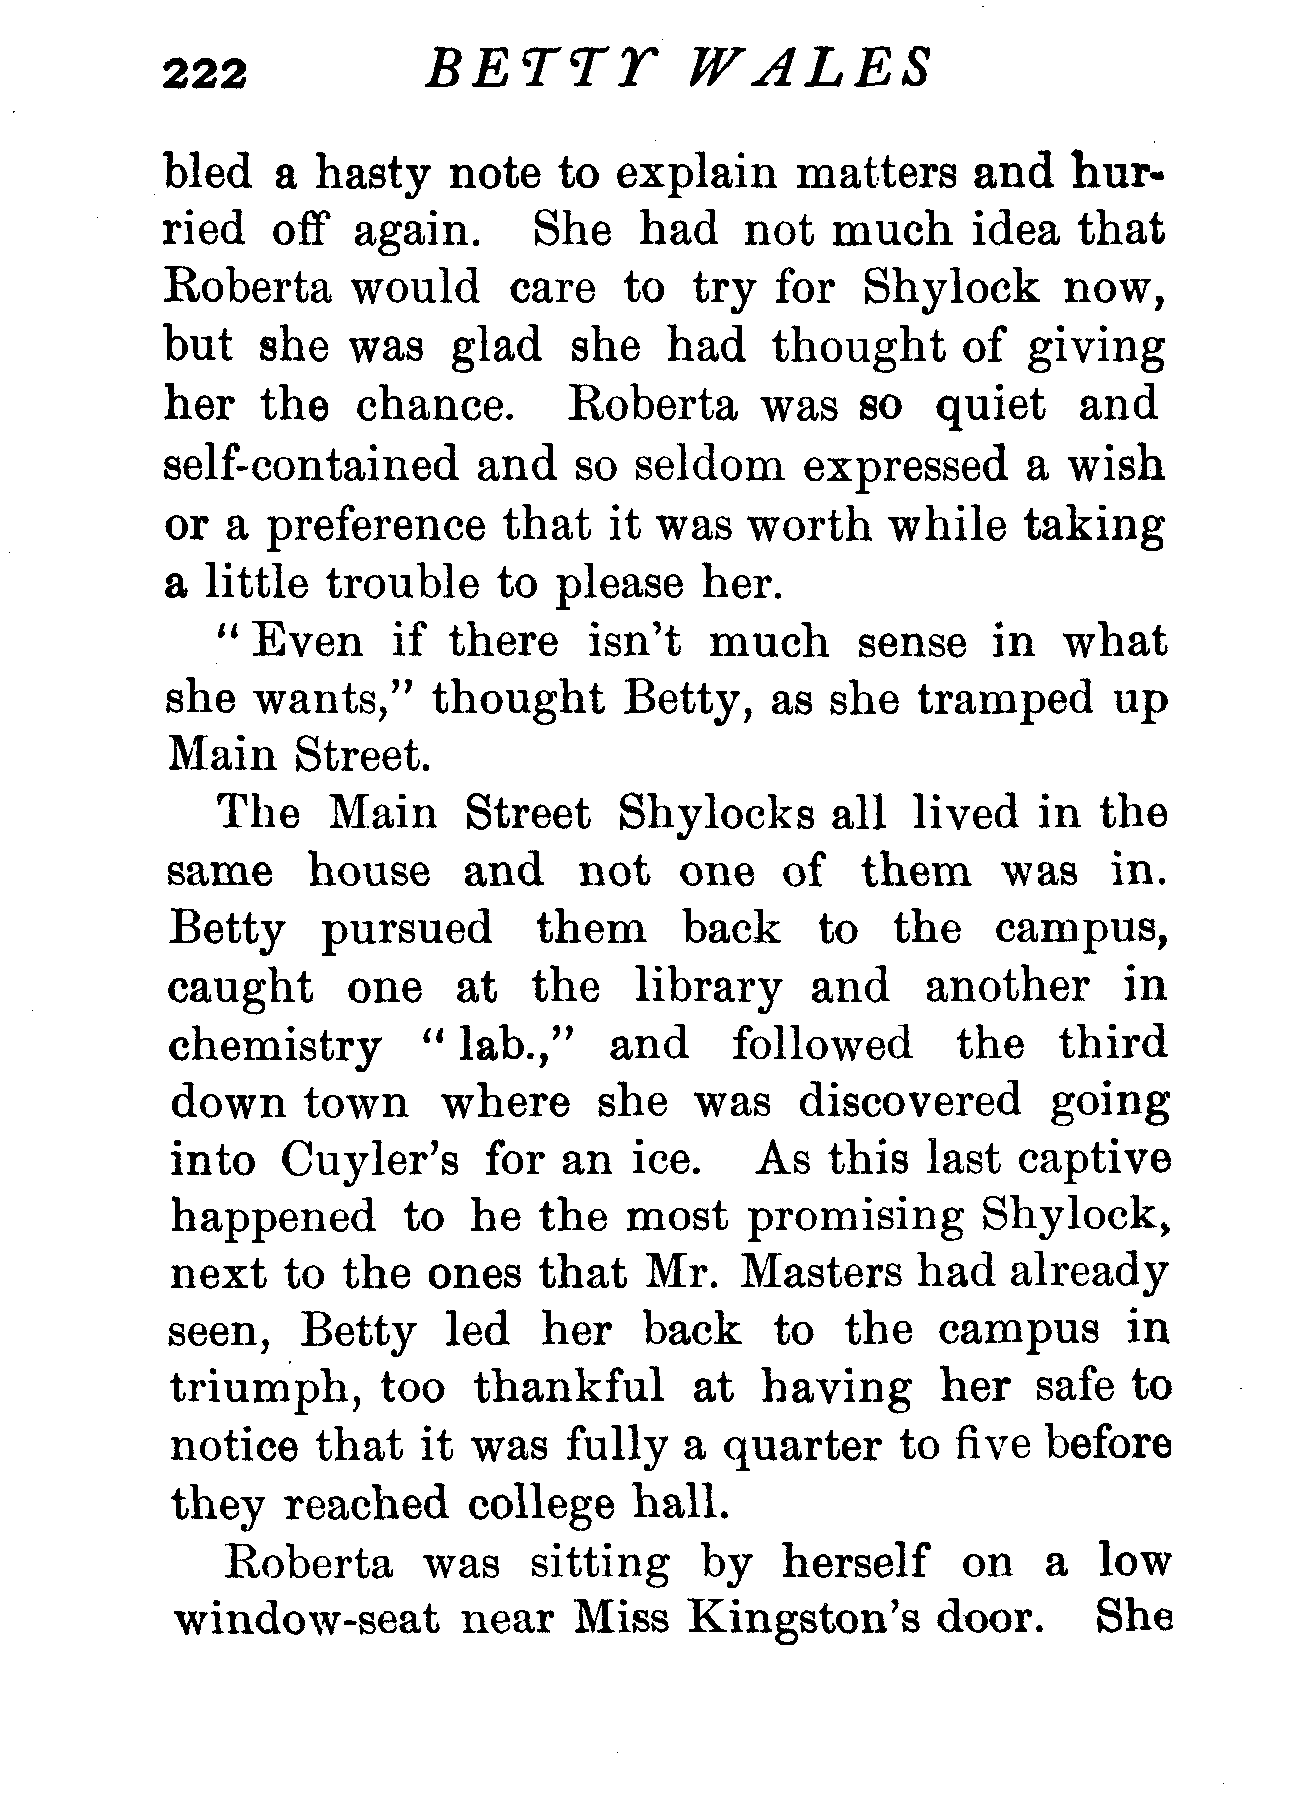 222 BETTY WALES
bled a hasty note to explain matters and hur-
ried off again. She had not much idea that
Roberta would care to try for Shylock now,
but she was glad she had thought of giving
her the chance. Roberta was so quiet and
self-contained and so seldom expressed a wish
or a preference that it was worth while taking
a little trouble to please her.
“ Even if there isn’t much sense in what
she wants,” thought Betty, as she tramped up
Main Street.
The Main Street Shylocks all lived in the
same house and not one of them was in.
Betty pursued them back to the campus,
caught one at the library and another in
chemistry “ lab.,” and followed the third
down town where she was discovered going
into Cuyler’s for an ice. As this last captive
happened to he the most promising Shylock,
next to the ones that Mr. Masters had already
seen, Betty led her back to the campus in
triumph, too thankful at having her safe to
notice that it was fully a quarter to five before
they reached college hall.
Roberta was sitting by herself on a low
window-seat near Miss Kingston’s door. She